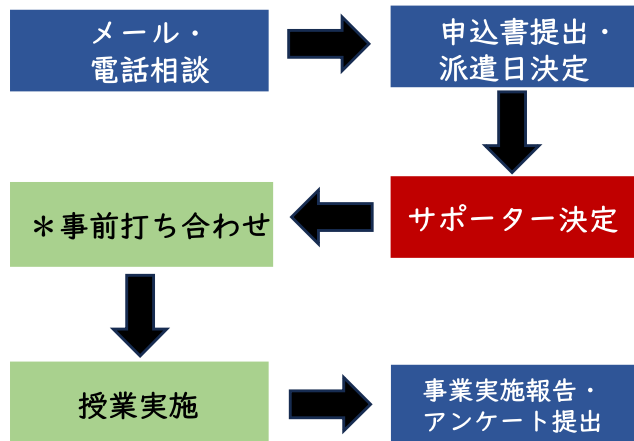 メール・
電話相談
申込書提出・
派遣日決定
サポーター決定
＊事前打ち合わせ
授業実施
事業実施報告・
アンケート提出